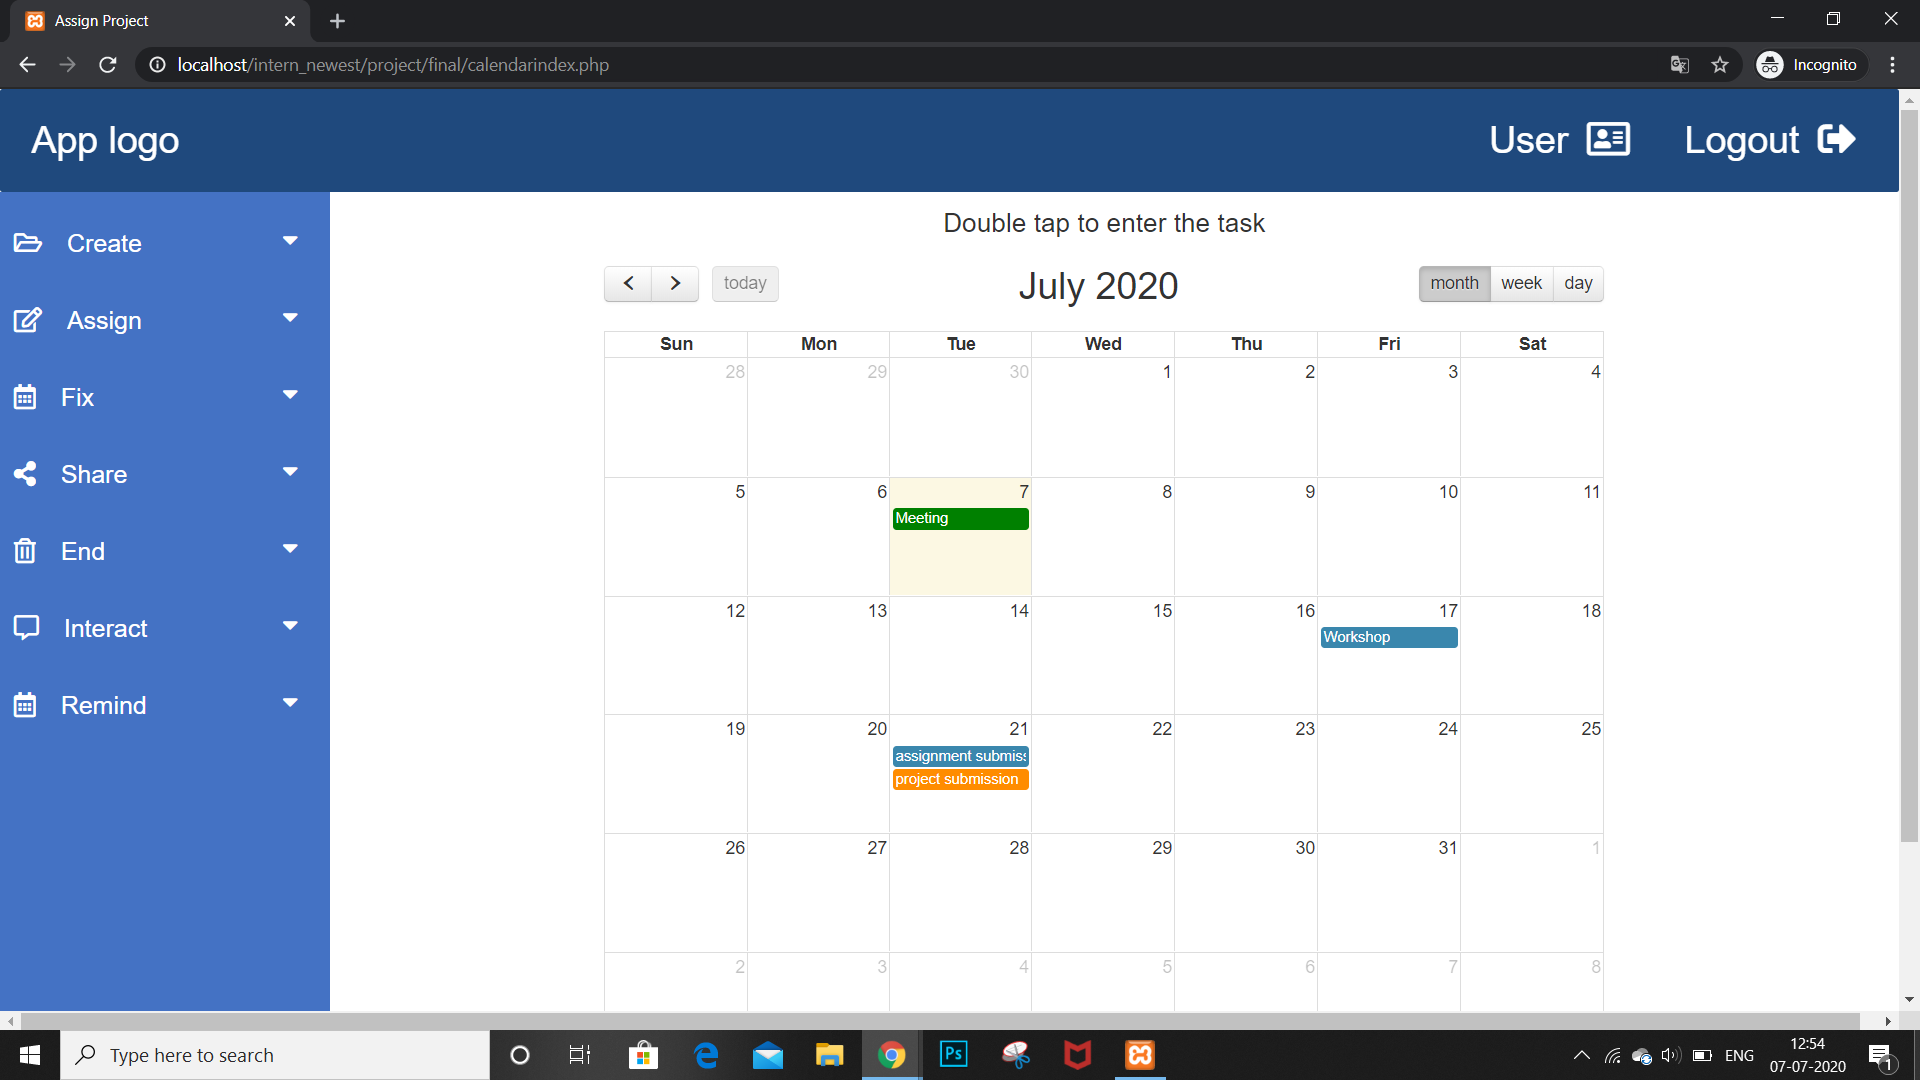 Assign Project
localhost/intern_newest/project/final/calendarindex.php
Incognito
App logo
User
Logout
Create
Assign
Fix
Share
End
Interact
Remind
Double tap to enter the task
today
July 2020
month week day
Sun Mon Tue Wed Thu Fri Sat
28 29 30 1 2 3 4
5 6 7 8 9 10 11
Meeting
12 13 14 15 16 17 18
Workshop
19 20 21 22 23 24 25
assignment submiss
project submission
26 27 28 29 30 31 1
2 3 4 5 6 7 8
Type here to search
Ps
ENG
12:54
07-07-2020
1